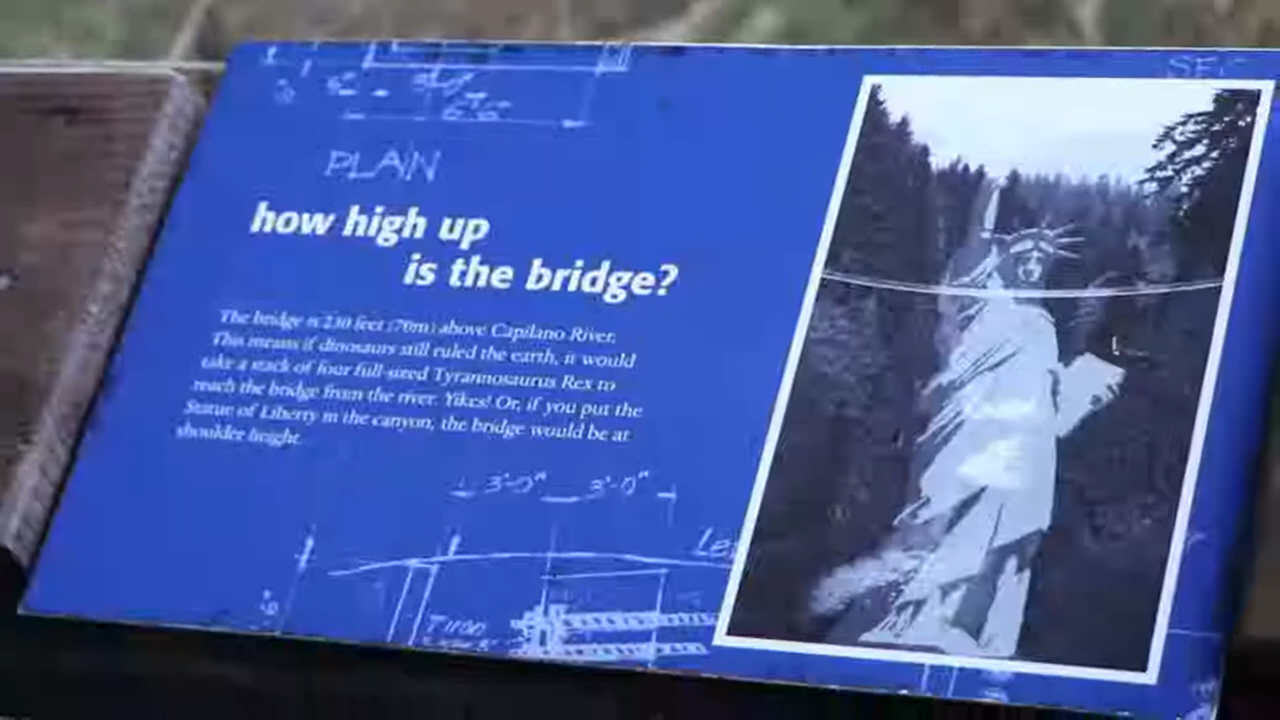 SEC
6'-6"
PLAN
how high up
is the bridge?
The bridge is 230 feet (70m) above Capilano River.
This means if dinosaurs still ruled the earth, it would
take a stack of four full-sized Tyrannosaurus Rex to
reach the bridge from the river. Yikes! Or, if you put the
Statue of Liberty in the canyon, the bridge would be at
shoulder height.
3'-0" 3'-0"